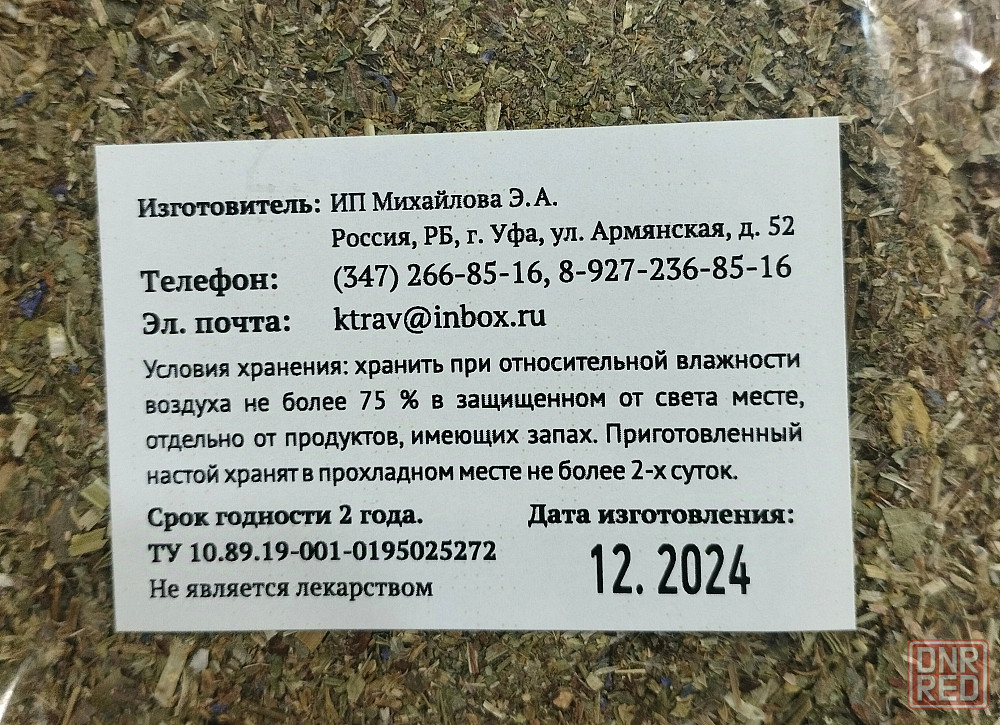 Изготовитель: ИП Михайлова Э.А.
Россия, РБ, г. Уфа, ул. Армянская, д. 52
Телефон: (347) 266-85-16, 8-927-236-85-16
Эл. почта: ktrav@inbox.ru
Условия хранения: хранить при относительной влажности
воздуха не более 75 % в защищенном от света месте,
отдельно от продуктов, имеющих запах. Приготовленный
настой хранят в прохладном месте не более 2-х суток.
Срок годности 2 года.
ТУ 10.89.19-001-0195025272
Не является лекарством
Дата изготовления:
12. 2024
DNR
RED